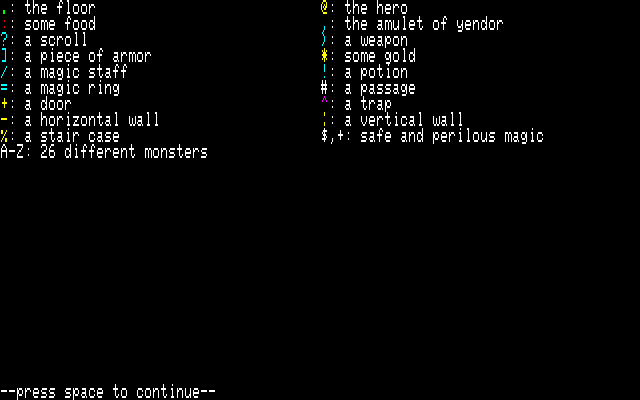 .: the floor @: the hero
:: some food ,: the amulet of yendor
?: a scroll ): a weapon
]: a piece of armor *: some gold
/: a magic staff !: a potion
=: a magic ring #: a passage
+: a door ^: a trap
-: a horizontal wall ¦: a vertical wall
%: a stair case $,+: safe and perilous magic
A-Z: 26 different monsters
--press space to continue--